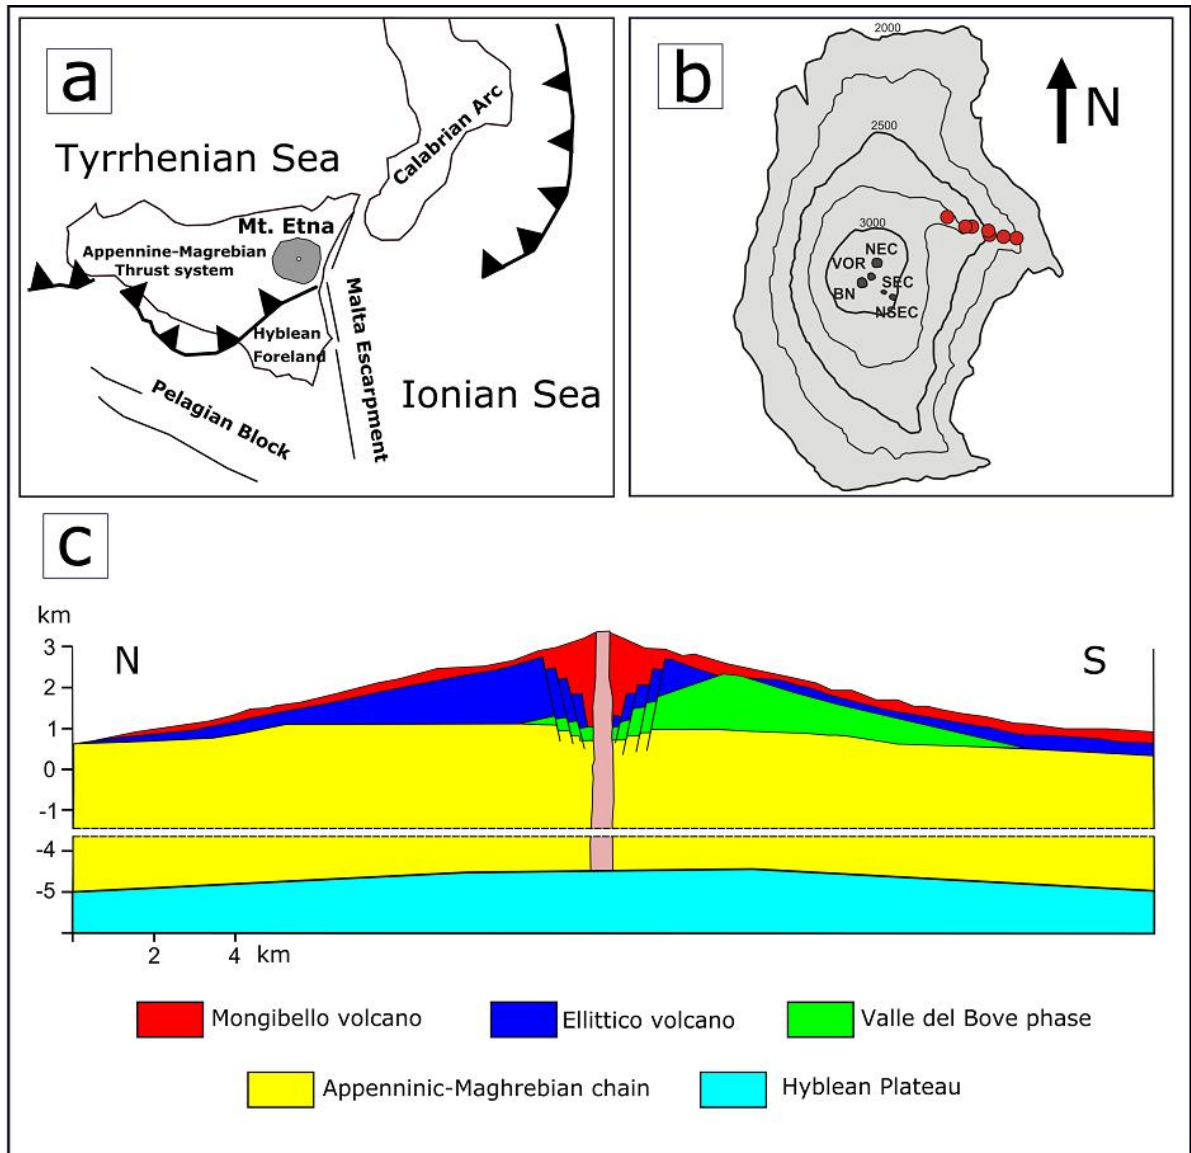 a
Tyrrhenian Sea
Calabrian Arc
Mt. Etna
Appennine-Magrebian
Thrust system
Hyblean
Foreland
Malta Escarpment
Ionian Sea
Pelagian Block
b
2000
N
2500
3000
NEC
VOR
SEC
BN
NSEC
c
km
3
N
S
2
1
0
-1
-4
-5
2
4
km
Mongibello volcano
Ellittico volcano
Valle del Bove phase
Appenninic-Maghrebian chain
Hyblean Plateau